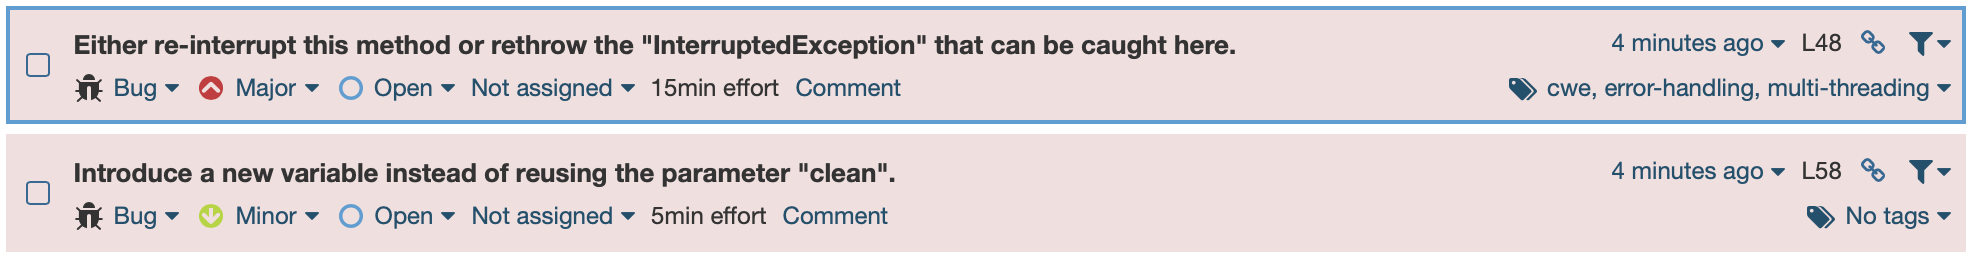 Either re-interrupt this method or rethrow the "InterruptedException" that can be caught here. 4 minutes ago L48
Bug Major Open Not assigned 15min effort Comment cwe, error-handling, multi-threading
Introduce a new variable instead of reusing the parameter "clean". 4 minutes ago L58
Bug Minor Open Not assigned 5min effort Comment No tags